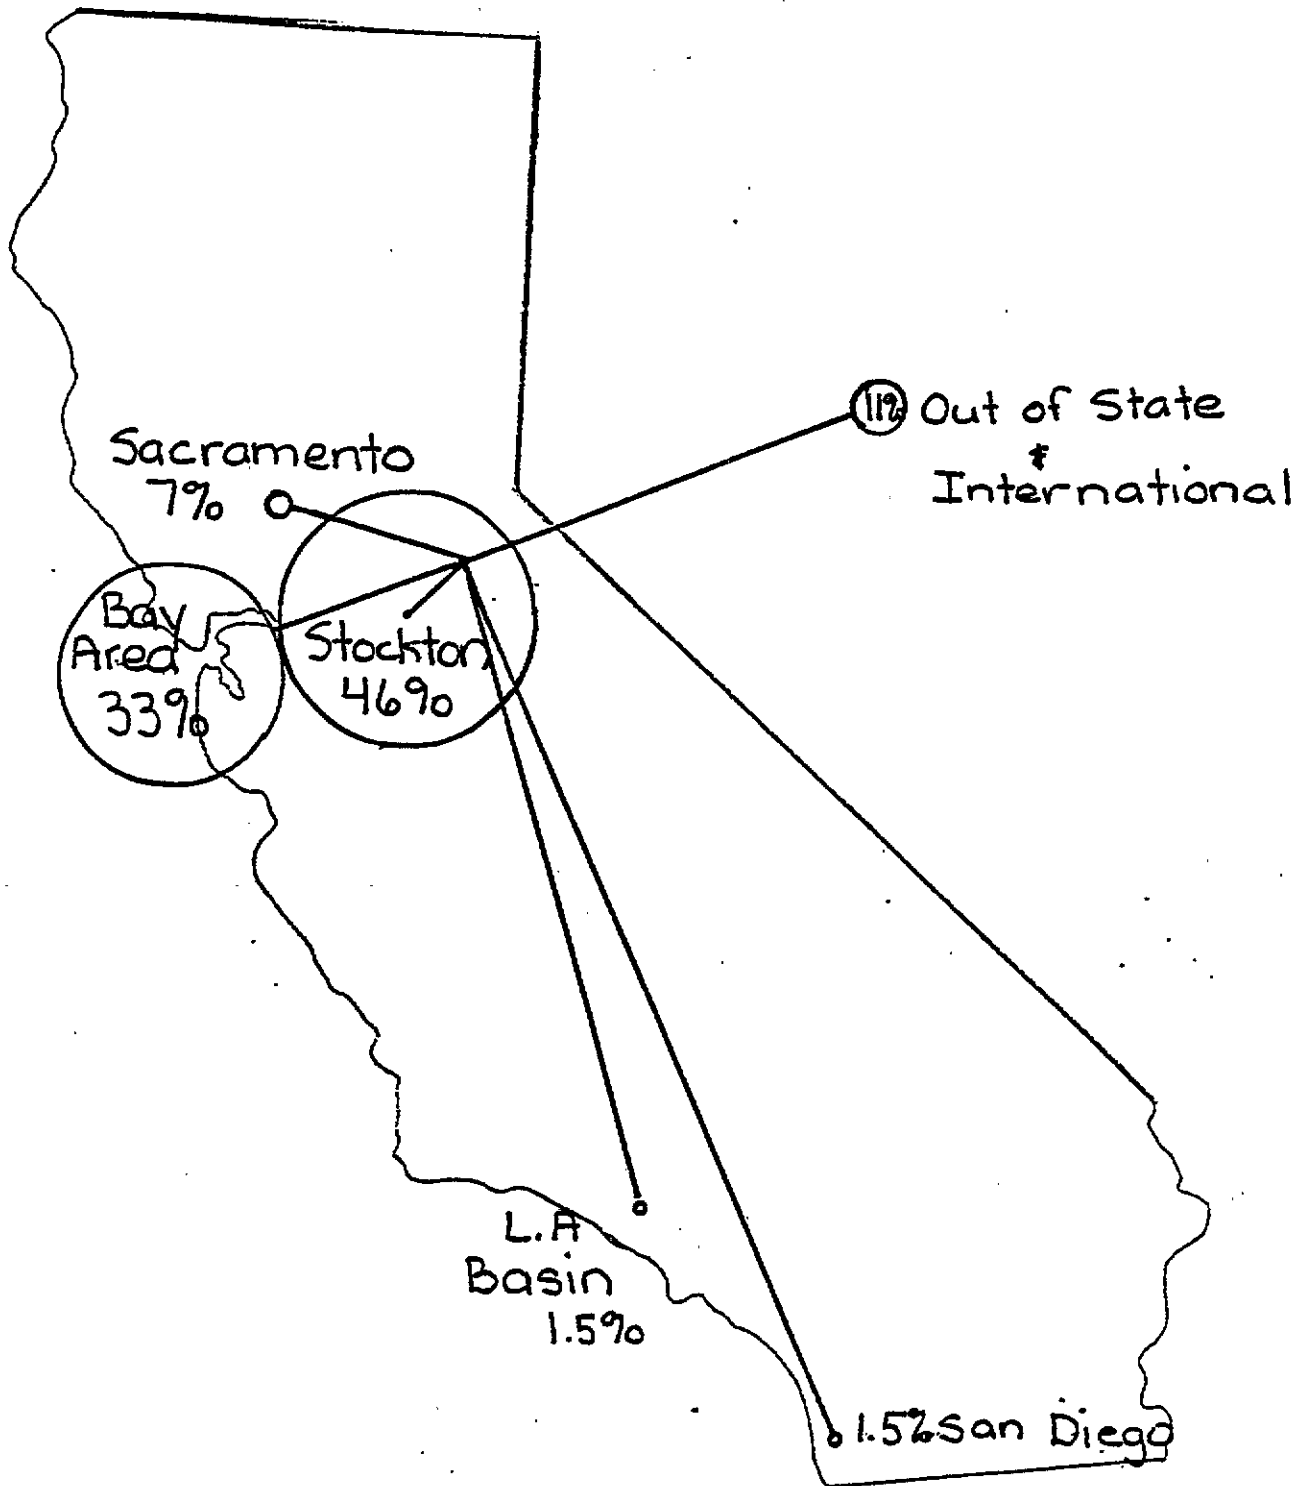 11% Out of State
&
International
Sacramento
7%
Bay
Area
33%
Stockton
46%
L.A
Basin
1.5%
1.5% San Diego